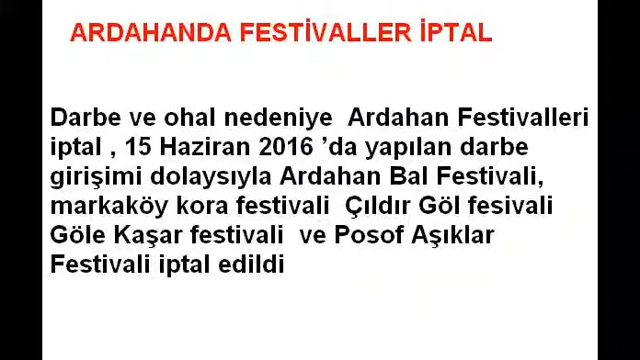 ARDAHANDA FESTİVALLER İPTAL
Darbe ve ohal nedeniye Ardahan Festivalleri
iptal , 15 Haziran 2016 ’da yapılan darbe
girişimi dolaysıyla Ardahan Bal Festivali,
markaköy kora festivali Çıldır Göl fesivali
Göle Kaşar festivali ve Posof Aşıklar
Festivali iptal edildi